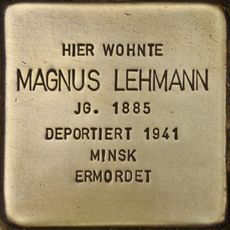 HIER WOHNTE
MAGNUS LEHMANN
JG. 1885
DEPORTIERT 1941
MINSK
ERMORDET